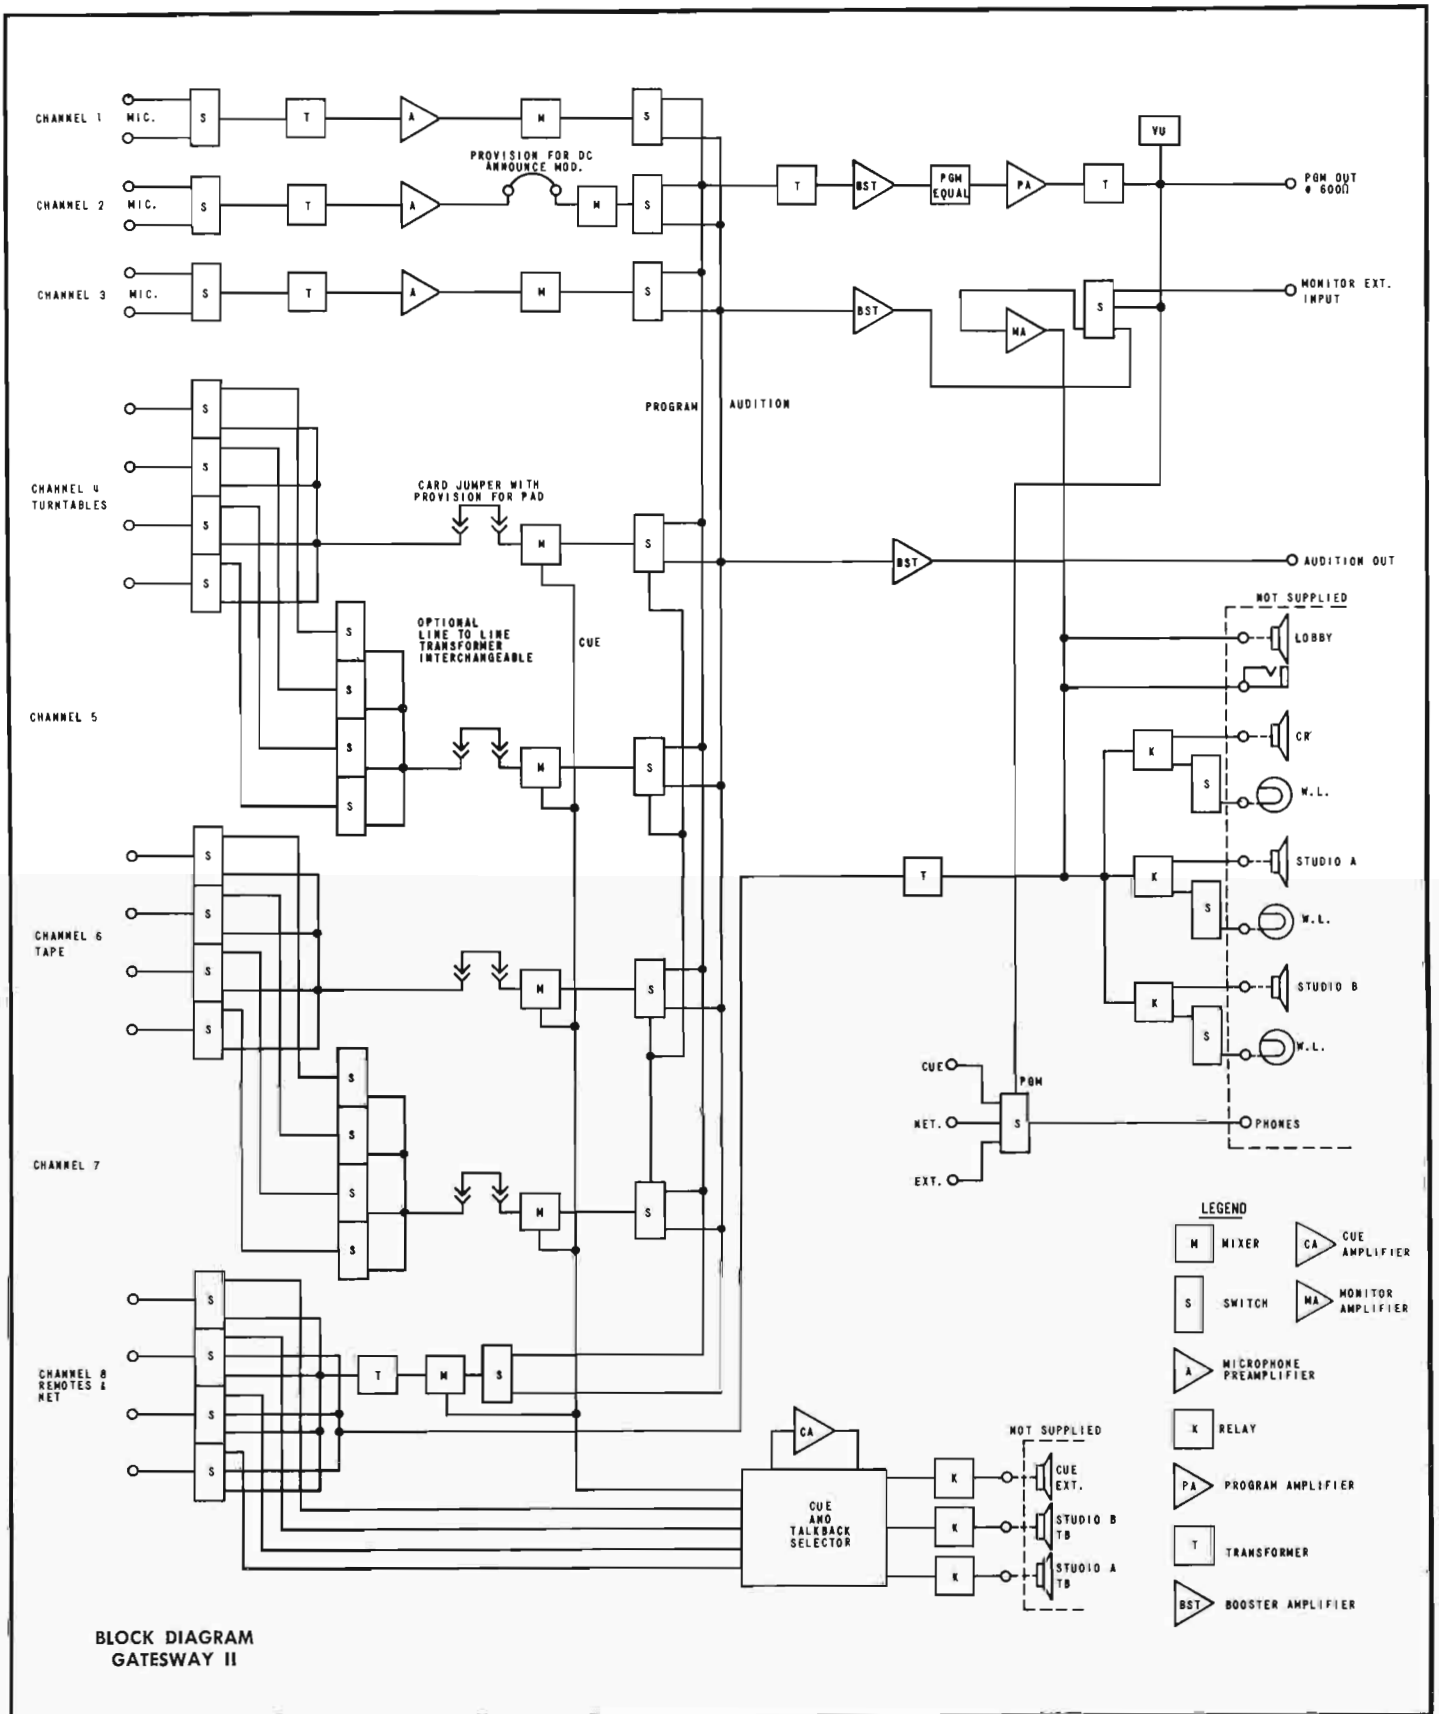 CHANNEL 1 MIC.
S
T
A
M
S
PROVISION FOR DC
ANNOUNCE MOD.
CHANNEL 2 MIC.
S
T
A
M
S
CHANNEL 3 MIC.
S
T
A
M
S
VU
T
BST
PGM
EQUAL
PA
T
PGM OUT
@ 600Ω
BST
MA
S
MONITOR EXT.
INPUT
PROGRAM
AUDITION
CHANNEL 4
TURNTABLES
S
S
S
S
CARD JUMPER WITH
PROVISION FOR PAD
M
S
BST
AUDITION OUT
OPTIONAL
LINE TO LINE
TRANSFORMER
INTERCHANGEABLE
CUE
CHANNEL 5
S
S
S
S
M
S
NOT SUPPLIED
LOBBY
K
CR
S
W.L.
T
K
STUDIO A
S
W.L.
K
STUDIO B
S
W.L.
CHANNEL 6
TAPE
S
S
S
S
M
S
CUE
PGM
NET.
S
PHONES
EXT.
CHANNEL 7
S
S
S
S
M
S
CHANNEL 8
REMOTES &
NET
S
S
S
S
T
M
S
CA
CUE
AND
TALKBACK
SELECTOR
NOT SUPPLIED
K
CUE
EXT.
K
STUDIO B
TB
K
STUDIO A
TB
LEGEND
M MIXER
CA CUE
AMPLIFIER
S SWITCH
MA MONITOR
AMPLIFIER
A MICROPHONE
PREAMPLIFIER
K RELAY
PA PROGRAM AMPLIFIER
T TRANSFORMER
BST BOOSTER AMPLIFIER
BLOCK DIAGRAM
GATESWAY II